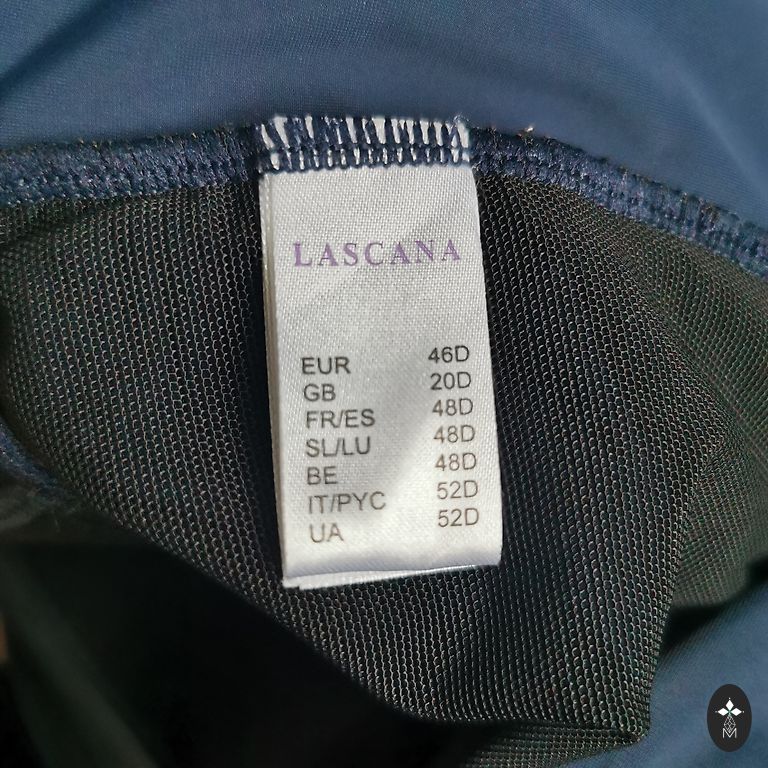 LASCANA
EUR 46D
GB 20D
FR/ES 48D
SL/LU 48D
BE 48D
IT/PYC 52D
UA 52D
M